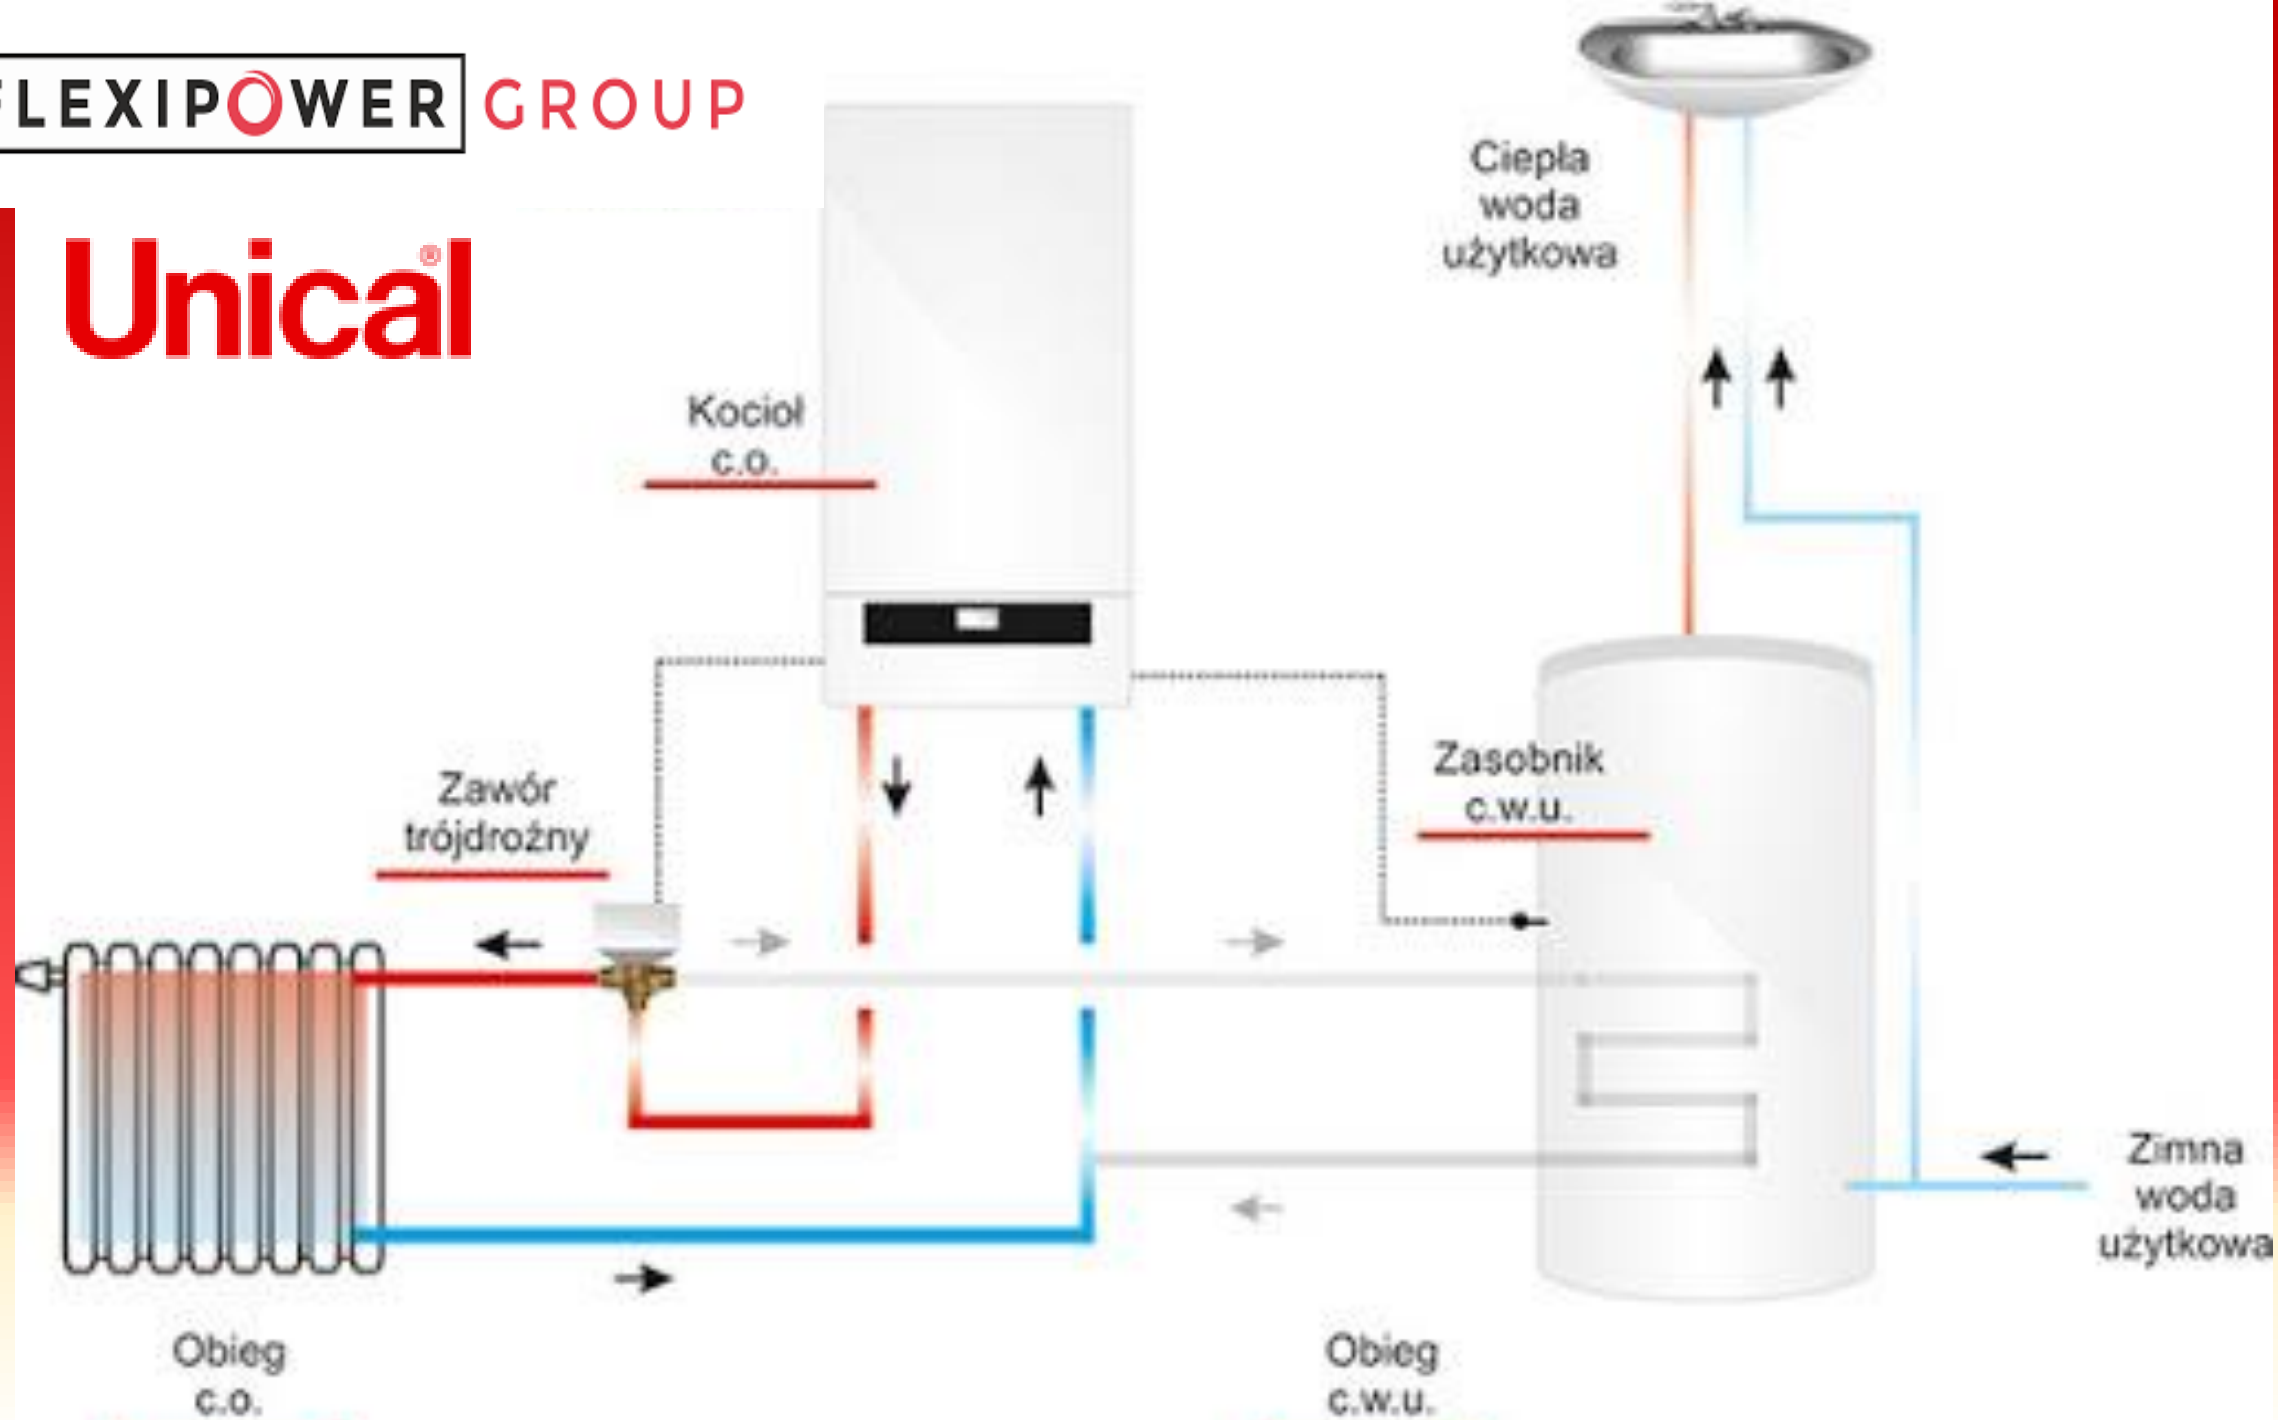 FLEXIPOWER GROUP
Unical®
Ciepła
woda
użytkowa
Kocioł
c.o.
Zawór
trójdrożny
Zasobnik
c.w.u.
Zimna
woda
użytkowa
Obieg
c.o.
Obieg
c.w.u.